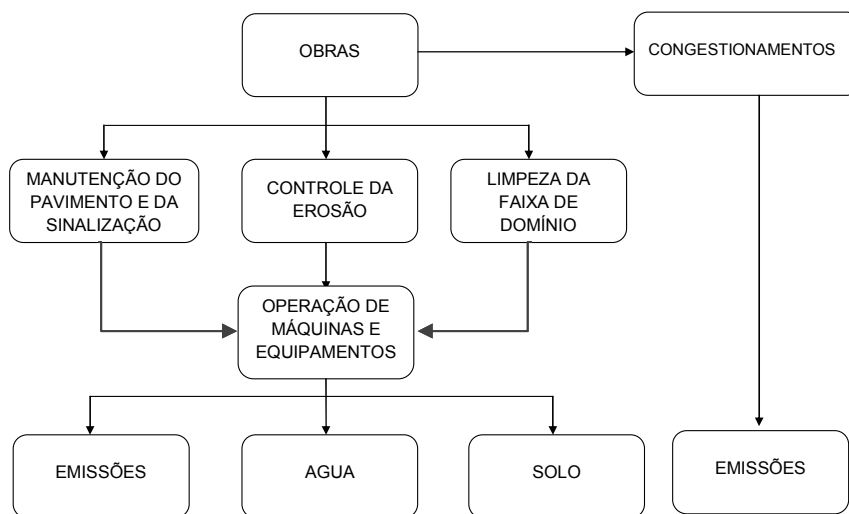 OBRAS
CONGESTIONAMENTOS
MANUTENÇÃO DO
PAVIMENTO E DA
SINALIZAÇÃO
CONTROLE DA
EROSÃO
LIMPEZA DA
FAIXA DE
DOMÍNIO
OPERAÇÃO DE
MÁQUINAS E
EQUIPAMENTOS
EMISSÕES
AGUA
SOLO
EMISSÕES